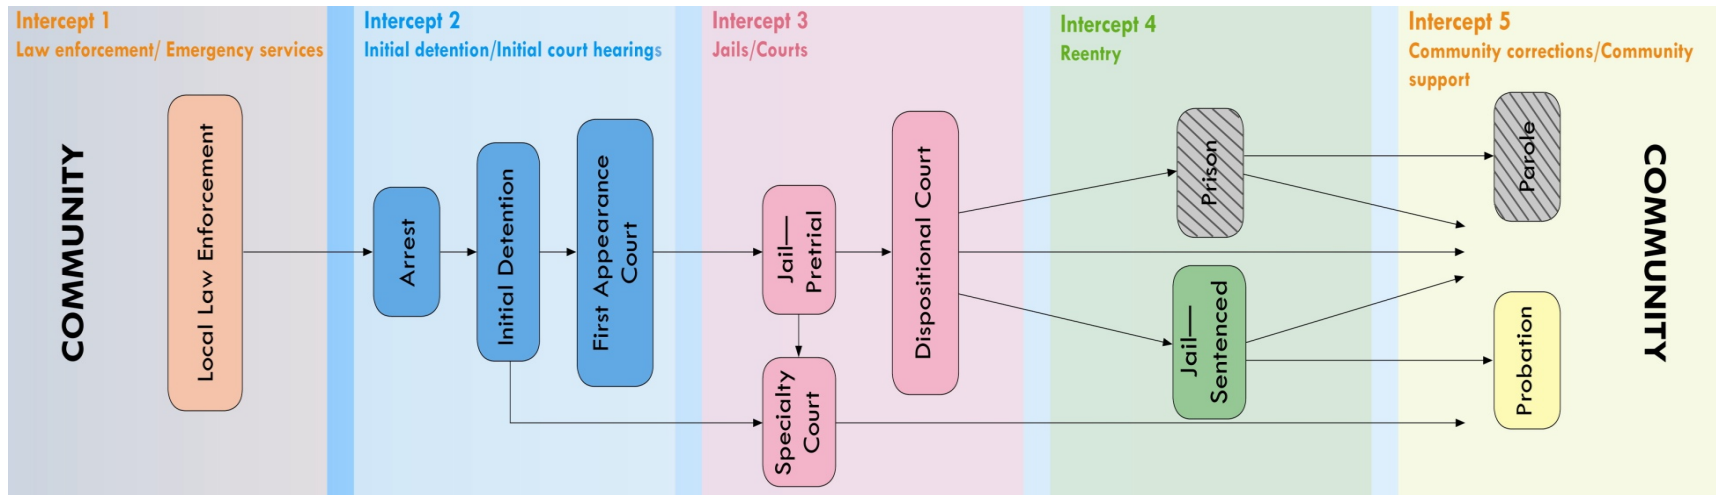 Intercept 1
Law enforcement/ Emergency services
COMMUNITY
Local Law Enforcement
Intercept 2
Initial detention/Initial court hearings
Arrest
Initial Detention
First Appearance
Court
Intercept 3
Jails/Courts
Jail—
Pretrial
Specialty
Court
Dispositional Court
Intercept 4
Reentry
Prison
Jail—
Sentenced
Intercept 5
Community corrections/Community
support
Parole
Probation
COMMUNITY